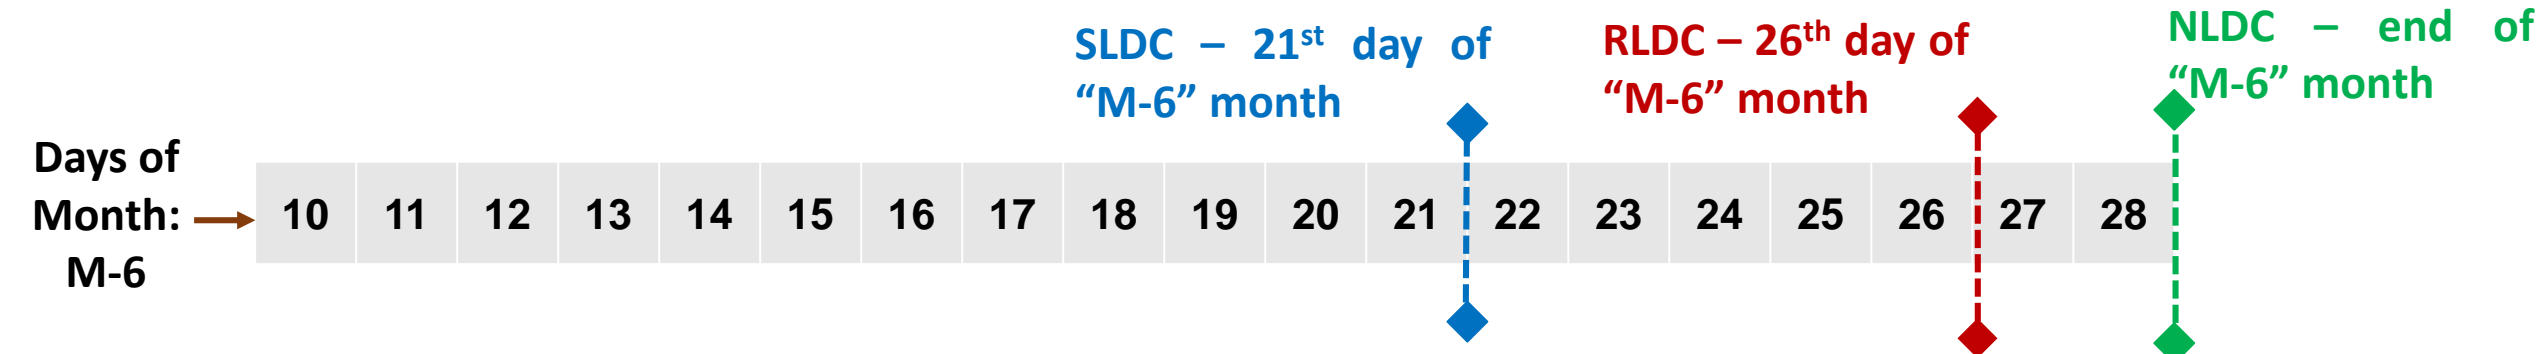 SLDC – 21st day of
“M-6” month
RLDC – 26th day of
“M-6” month
NLDC – end of
“M-6” month
Days of
Month:
M-6
10 11 12 13 14 15 16 17 18 19 20 21 22 23 24 25 26 27 28